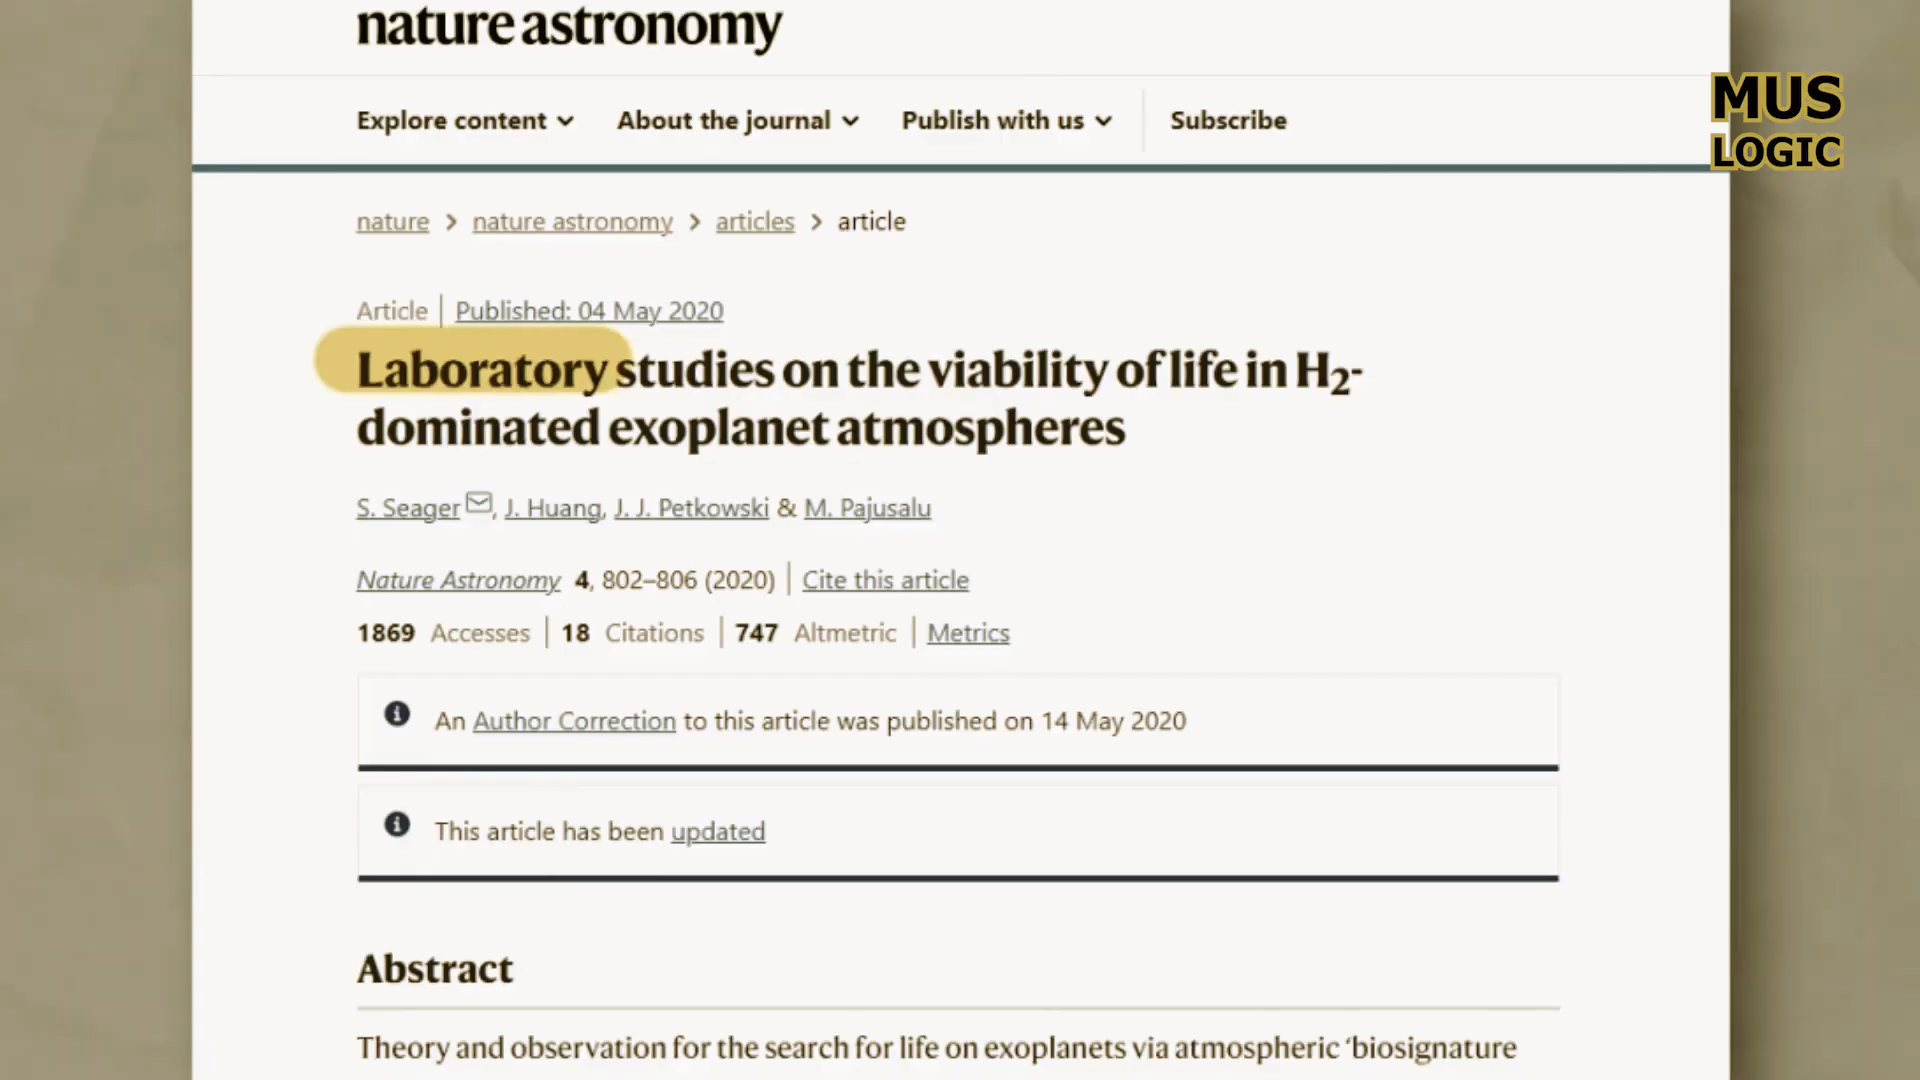 nature astronomy
Explore content About the journal Publish with us Subscribe
MUS
LOGIC
nature > nature astronomy > articles > article
Article | Published: 04 May 2020
Laboratory studies on the viability of life in H₂-
dominated exoplanet atmospheres
S. Seager, J. Huang, J. J. Petkowski & M. Pajusalu
Nature Astronomy 4, 802–806 (2020) | Cite this article
1869 Accesses | 18 Citations | 747 Altmetric | Metrics
An Author Correction to this article was published on 14 May 2020
This article has been updated
Abstract
Theory and observation for the search for life on exoplanets via atmospheric ‘biosignature